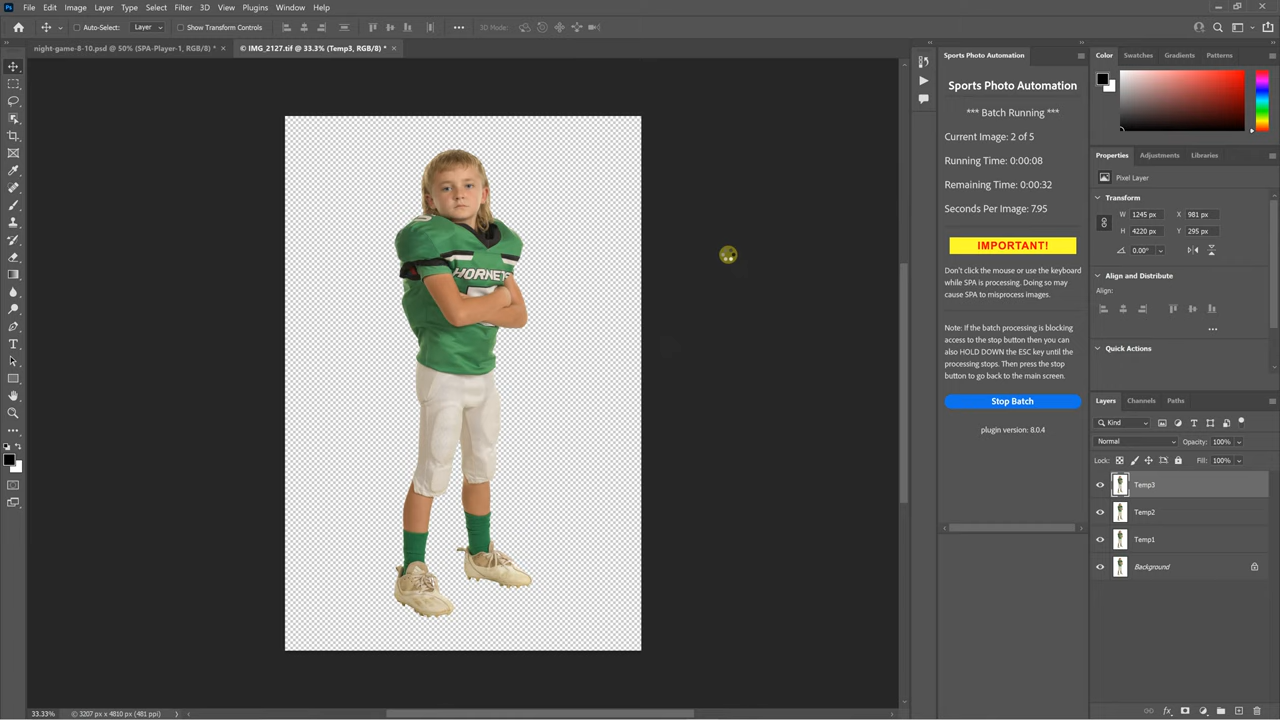 File Edit Image Layer Type Select Filter 3D View Plugins Window Help
Auto-Select: Layer Show Transform Controls 3D Mode:
night-game-8-10.psd @ 50% (SPA-Player-1, RGB/8) * × © IMG_2127.tif @ 33.3% (Temp3, RGB/8) * ×
HORNETS
33.33% © 3207 px x 4810 px (481 ppi)
Sports Photo Automation
Sports Photo Automation
*** Batch Running ***
Current Image: 2 of 5
Running Time: 0:00:08
Remaining Time: 0:00:32
Seconds Per Image: 7.95
IMPORTANT!
Don't click the mouse or use the keyboard
while SPA is processing. Doing so may
cause SPA to misprocess images.
Note: If the batch processing is blocking
access to the stop button then you can
also HOLD DOWN the ESC key until the
processing stops. Then press the stop
button to go back to the main screen.
Stop Batch
plugin version: 8.0.4
Color Swatches Gradients Patterns
Properties Adjustments Libraries
Pixel Layer
Transform
W 1245 px X 981 px
H 4220 px Y 295 px
0.00°
Align and Distribute
Align:
Quick Actions
Layers Channels Paths
Kind
Normal Opacity: 100%
Lock: Fill: 100%
Temp3
Temp2
Temp1
Background